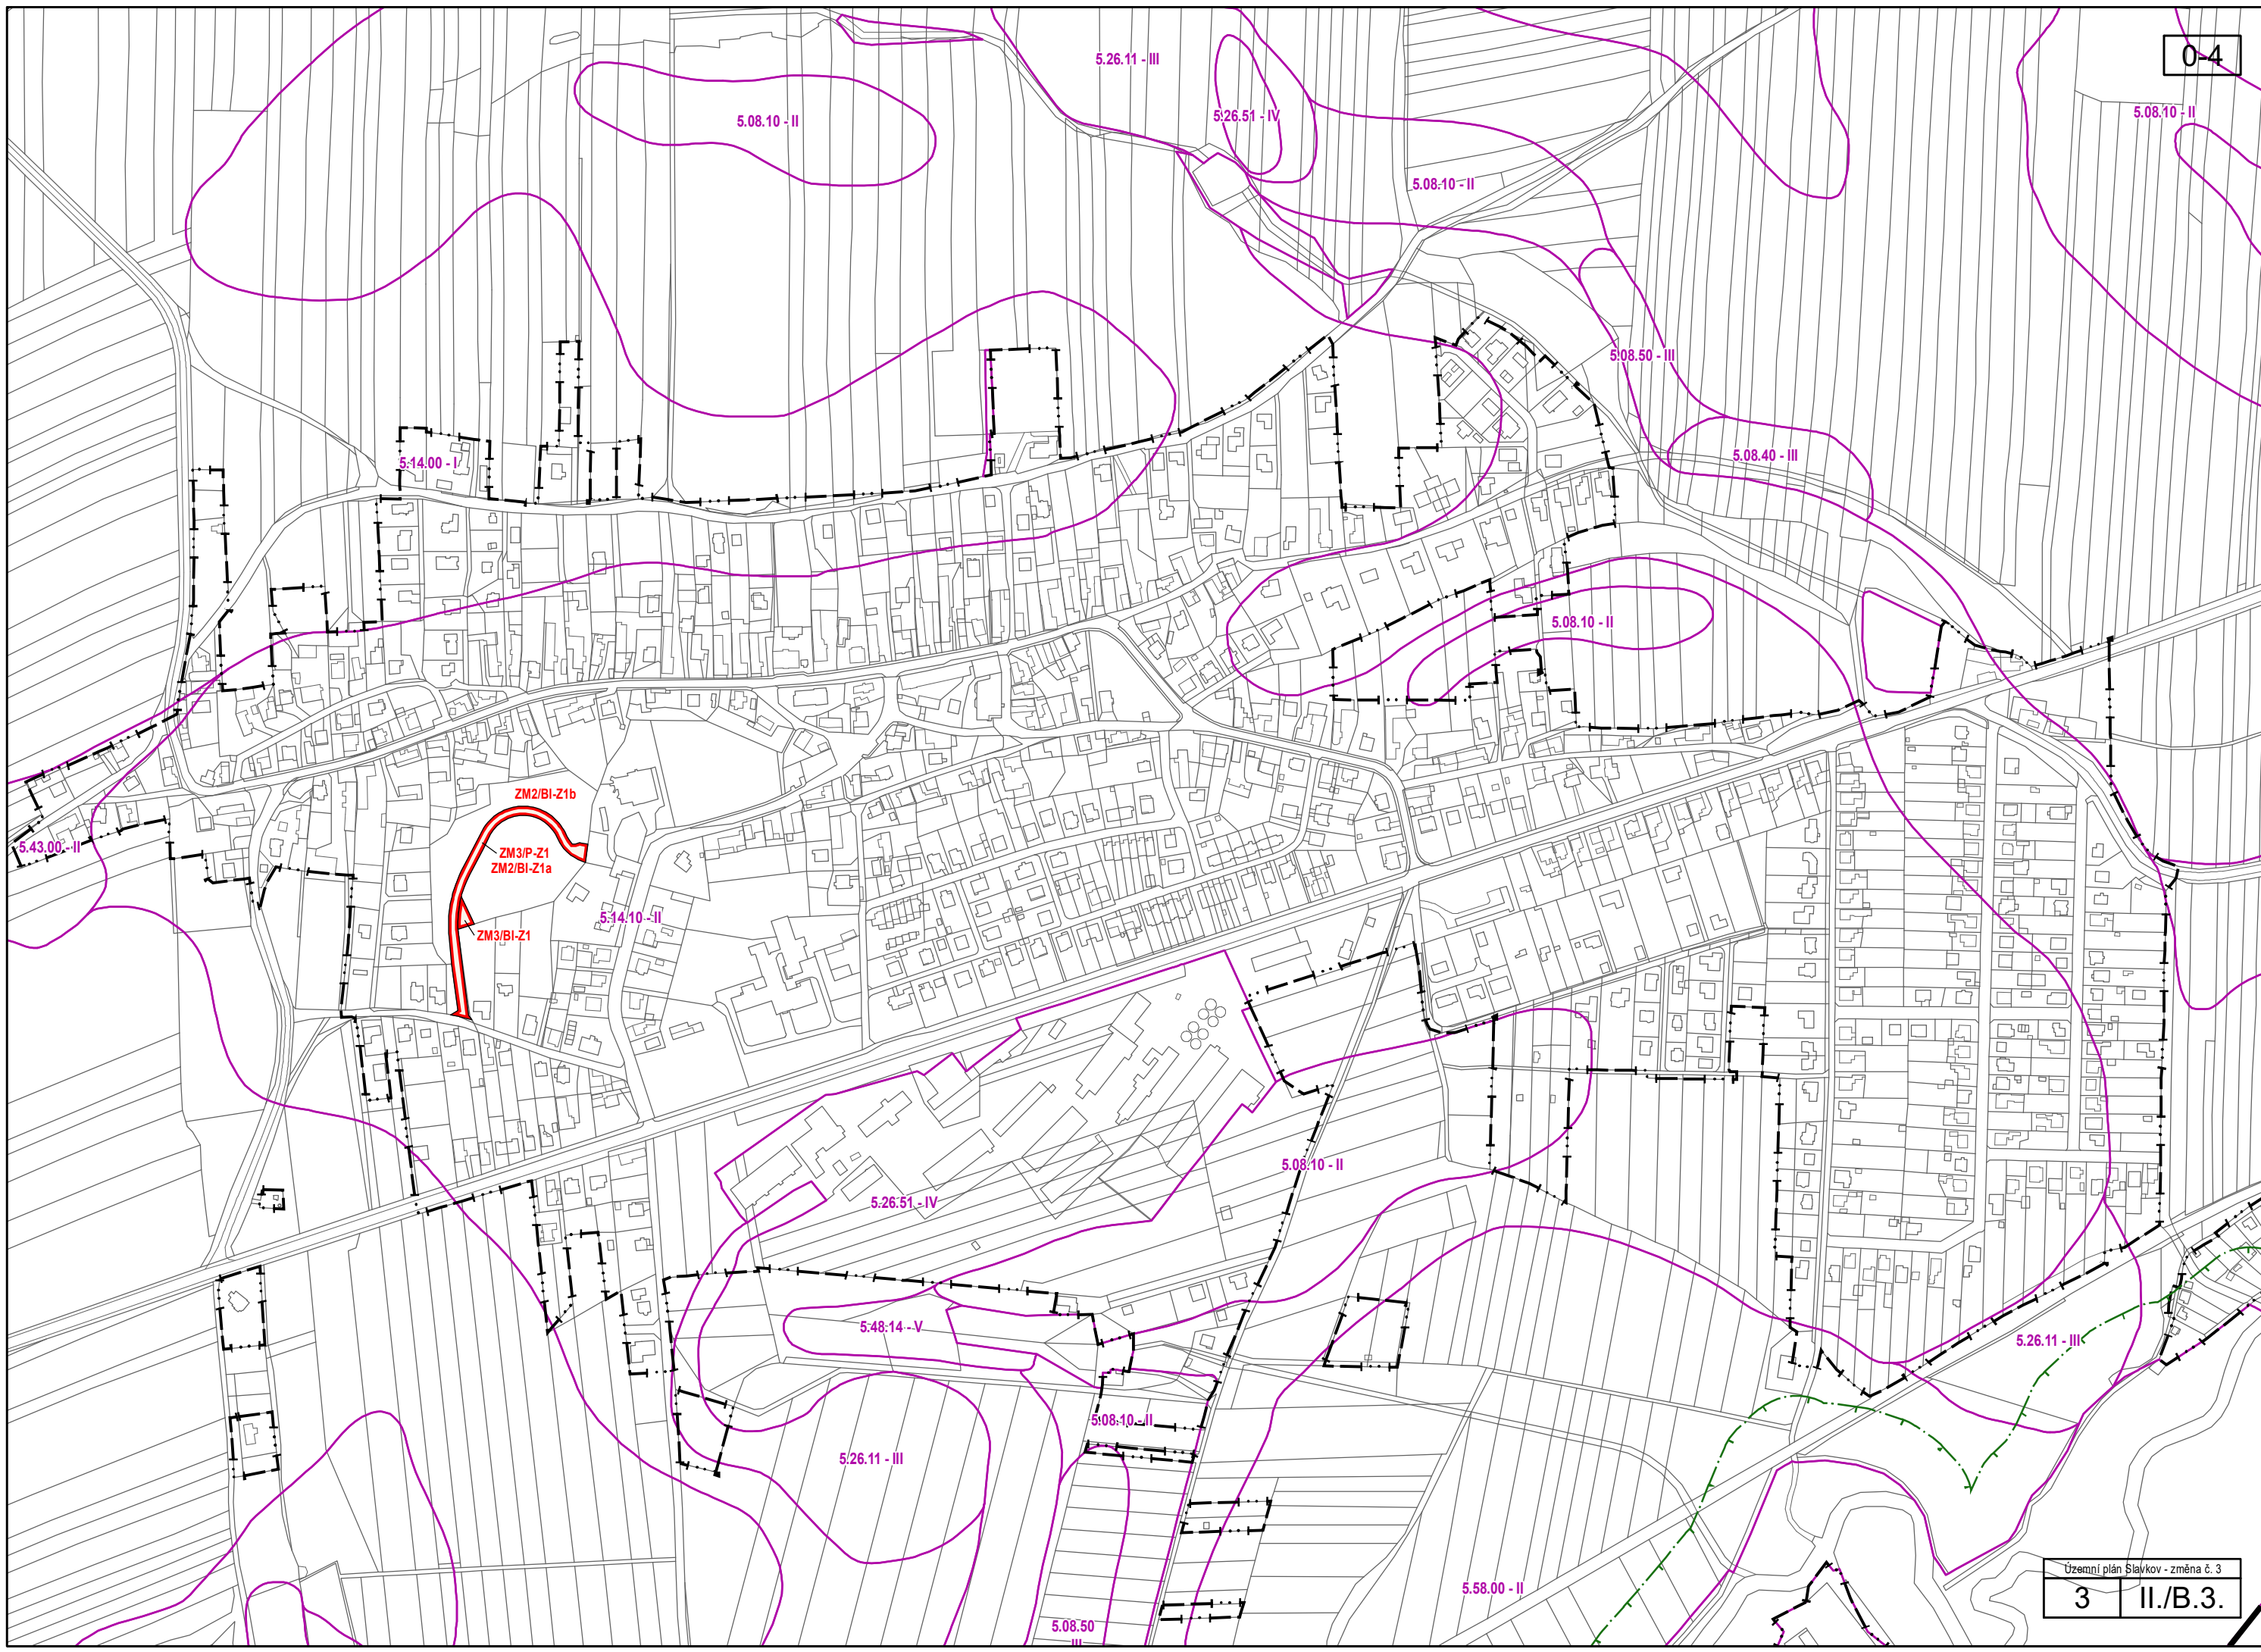 0-4
5.26.11 - III
5.08.10 - II
5.26.51 - IV
5.08.10 - II
5.08.10 - II
5.08.50 - III
5.14.00 - I
5.08.40 - III
5.08.10 - II
ZM2/BI-Z1b
5.43.00 - II
ZM3/P-Z1
ZM2/BI-Z1a
5.14.10 - II
ZM3/BI-Z1
5.08.10 - II
5.26.51 - IV
5.48.14 - V
5.26.11 - III
5.08.10 - II
5.26.11 - III
5.58.00 - II
5.08.50
III
Územní plán Slavkov - změna č. 3
3
II./B.3.